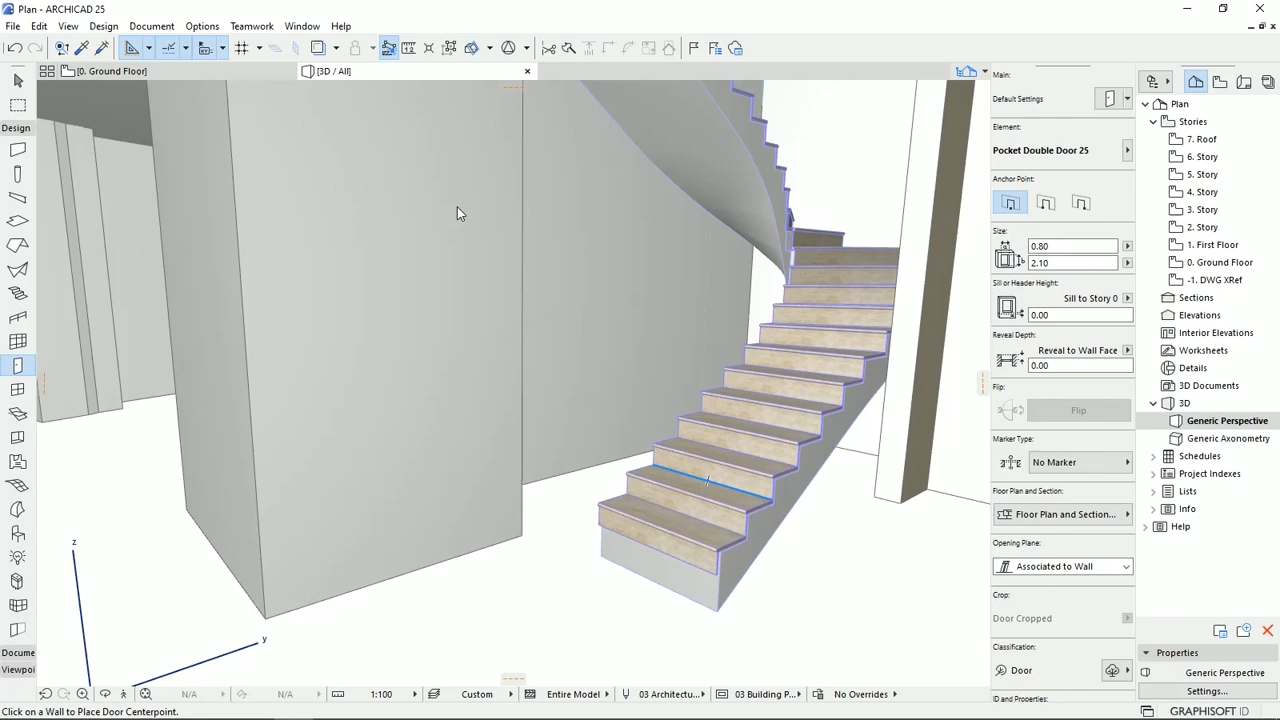 Plan - ARCHICAD 25
File Edit View Design Document Options Teamwork Window Help
[0. Ground Floor]
[3D / All]
Design
Docume
Viewpoi
z
y
Main:
Default Settings
Element:
Pocket Double Door 25
Anchor Point:
Size:
0.80
2.10
Sill or Header Height:
Sill to Story 0
0.00
Reveal Depth:
Reveal to Wall Face
0.00
Flip:
Flip
Marker Type:
No Marker
Floor Plan and Section:
Floor Plan and Section...
Opening Plane:
Associated to Wall
Crop:
Door Cropped
Classification:
Door
ID and Properties:
Plan
Stories
7. Roof
6. Story
5. Story
4. Story
3. Story
2. Story
1. First Floor
0. Ground Floor
-1. DWG XRef
Sections
Elevations
Interior Elevations
Worksheets
Details
3D Documents
3D
Generic Perspective
Generic Axonometry
Schedules
Project Indexes
Lists
Info
Help
Properties
Generic Perspective
Settings...
N/A N/A 1:100 Custom Entire Model 03 Architectu... 03 Building P... No Overrides
Click on a Wall to Place Door Centerpoint.
GRAPHISOFT ID